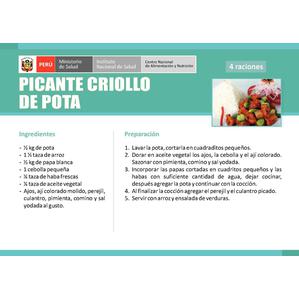 PERÚ
Ministerio
de Salud
Instituto
Nacional de Salud
Centro Nacional
de Alimentación y Nutrición
4 raciones
PICANTE CRIOLLO
DE POTA
Ingredientes
- ½ kg de pota
- 1 ½ taza de arroz
- ½ kg de papa blanca
- 1 cebolla pequeña
- ¼ taza de habas frescas
- ¼ taza de aceite vegetal
- Ajos, ají colorado molido, perejil,
culantro, pimienta, comino y sal
yodada al gusto.
Preparación
1. Lavar la pota, cortarla en cuadraditos pequeños.
2. Dorar en aceite vegetal los ajos, la cebolla y el ají colorado.
Sazonar con pimienta, comino y sal yodada.
3. Incorporar las papas cortadas en cuadritos pequeños y las
habas con suficiente cantidad de agua, dejar cocinar,
después agregar la pota y continuar con la cocción.
4. Al finalizar la cocción agregar el perejil y el culantro picado.
5. Servir con arroz y ensalada de verduras.